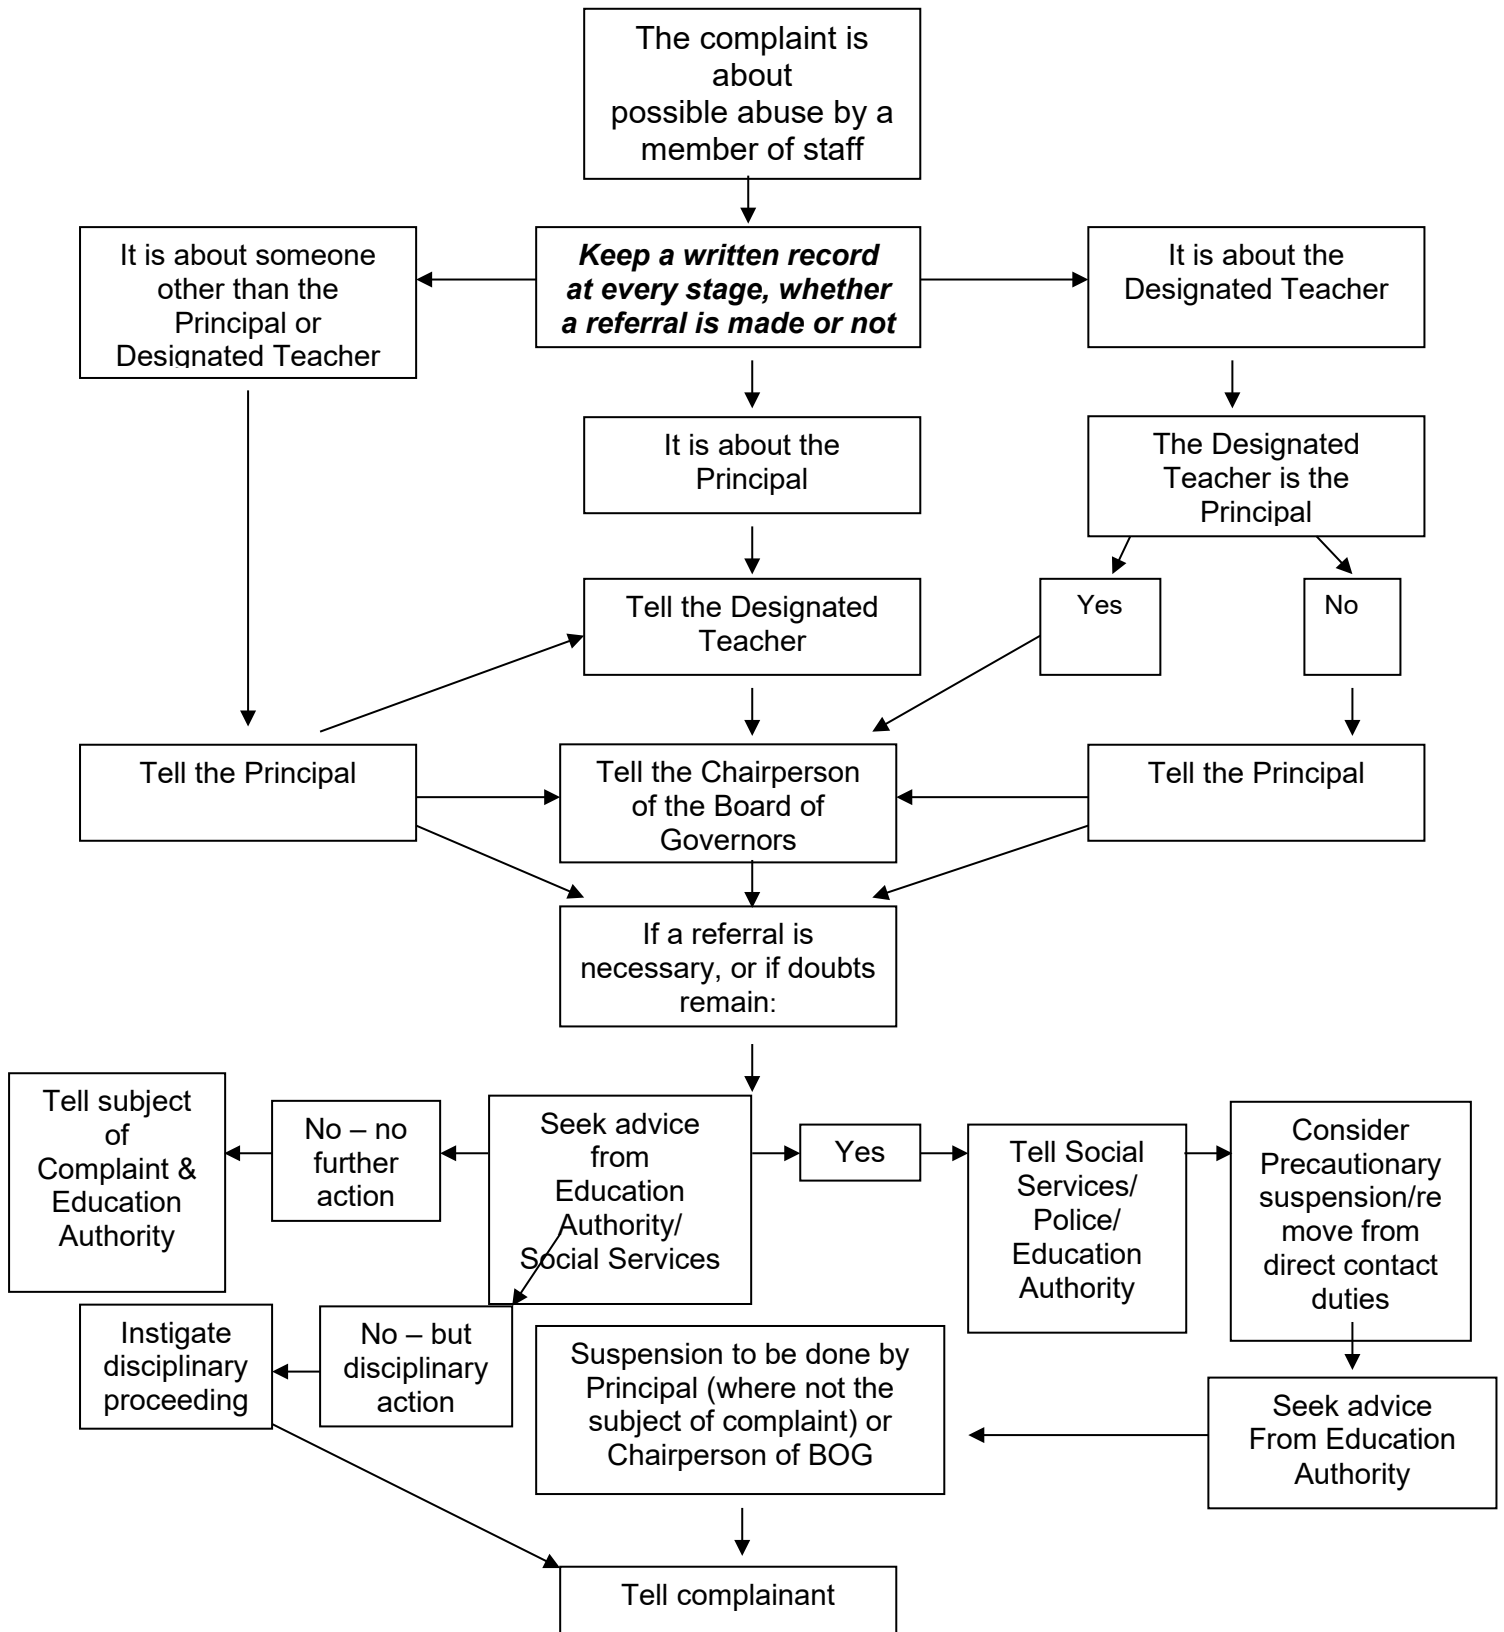 The complaint is
about
possible abuse by a
member of staff
It is about someone
other than the
Principal or
Designated Teacher
Keep a written record
at every stage, whether
a referral is made or not
It is about the
Designated Teacher
It is about the
Principal
The Designated
Teacher is the
Principal
Tell the Designated
Teacher
Yes
No
Tell the Principal
Tell the Chairperson
of the Board of
Governors
Tell the Principal
If a referral is
necessary, or if doubts
remain:
Tell subject
of
Complaint &
Education
Authority
No – no
further
action
Seek advice
from
Education
Authority/
Social Services
Yes
Tell Social
Services/
Police/
Education
Authority
Consider
Precautionary
suspension/re
move from
direct contact
duties
Instigate
disciplinary
proceeding
No – but
disciplinary
action
Suspension to be done by
Principal (where not the
subject of complaint) or
Chairperson of BOG
Seek advice
From Education
Authority
Tell complainant